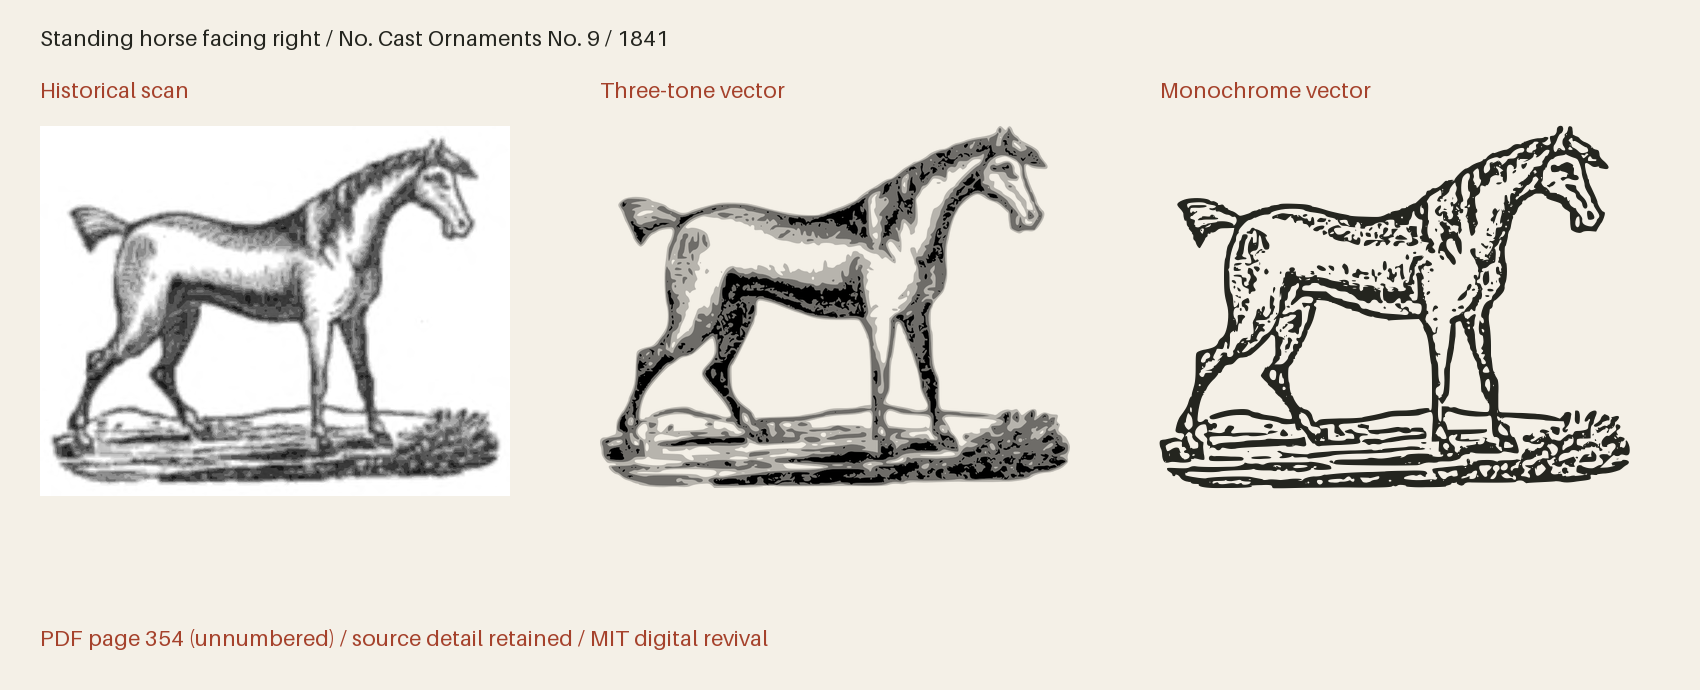 Standing horse facing right / No. Cast Ornaments No. 9 / 1841
Historical scan
Three-tone vector
Monochrome vector
PDF page 354 (unnumbered) / source detail retained / MIT digital revival